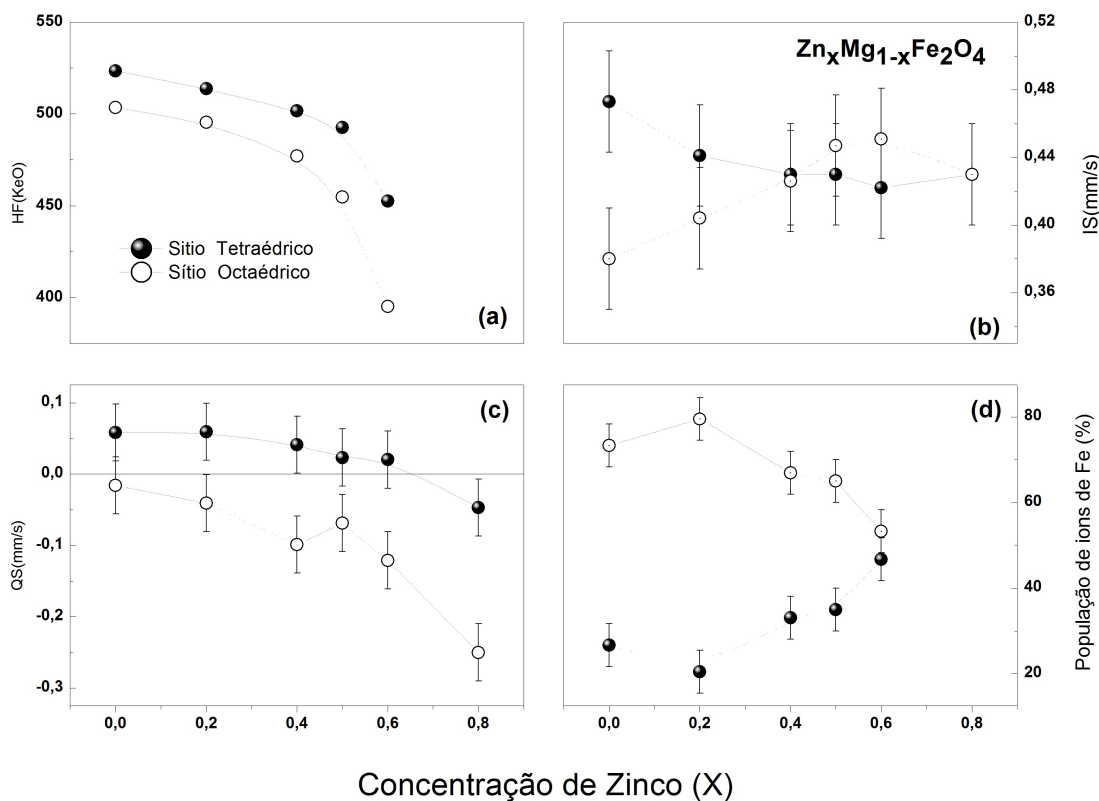 550
500
450
400
HF(KeO)
Sitio Tetraédrico
Sítio Octaédrico
(a)
Zn_xMg_{1-x}Fe_2O_4
0,52
0,48
0,44
0,40
0,36
IS(mm/s)
(b)
0,1
0,0
-0,1
-0,2
-0,3
QS(mm/s)
(c)
0,0 0,2 0,4 0,6 0,8
(d)
80
60
40
20
População de ions de Fe (%)
0,0 0,2 0,4 0,6 0,8
Concentração de Zinco (X)